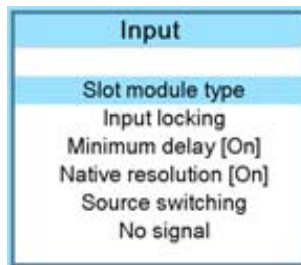 Input
Slot module type
Input locking
Minimum delay [On]
Native resolution [On]
Source switching
No signal